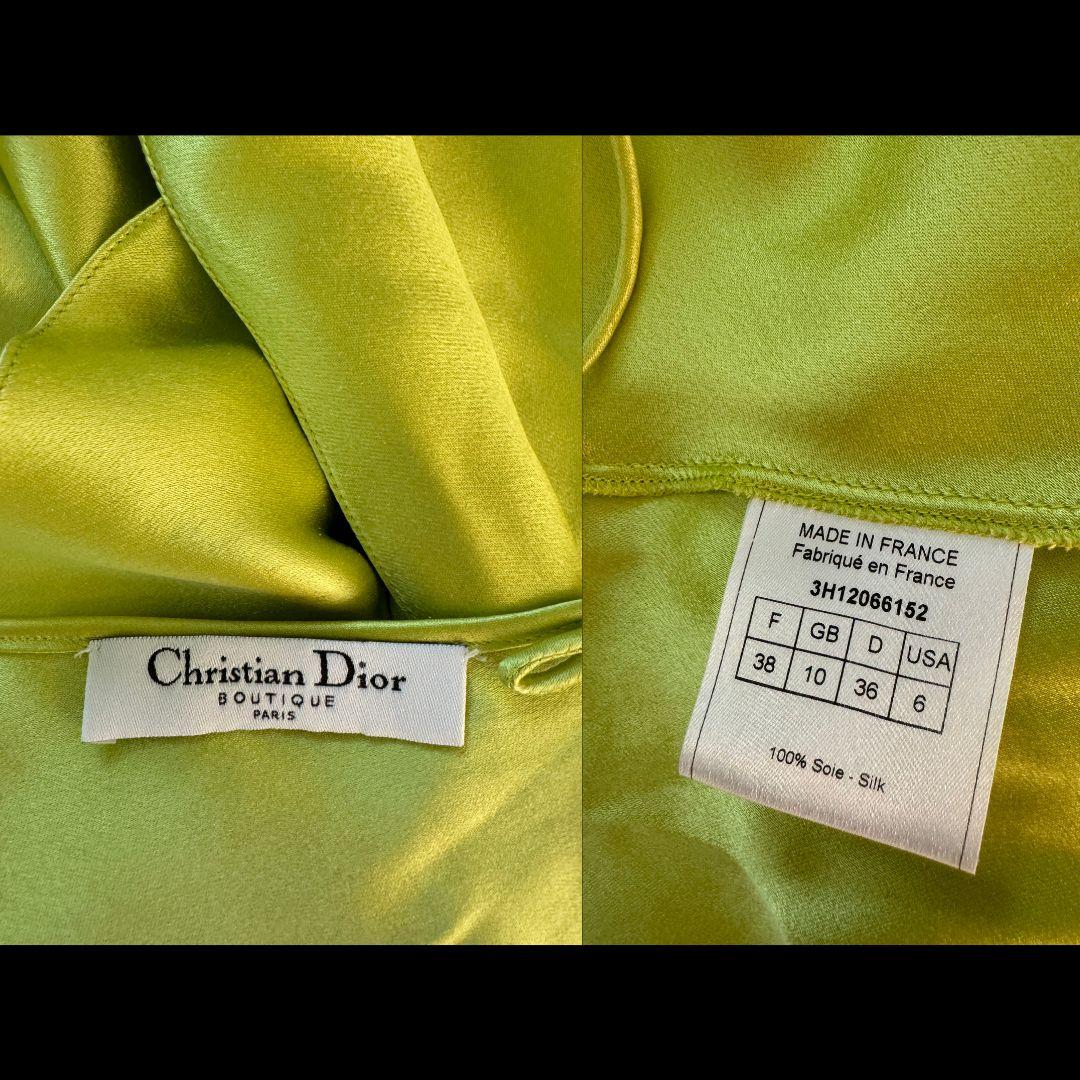 Christian Dior
BOUTIQUE
PARIS
MADE IN FRANCE
Fabriqué en France
3H12066152
F GB D USA
38 10 36 6
100% Soie - Silk